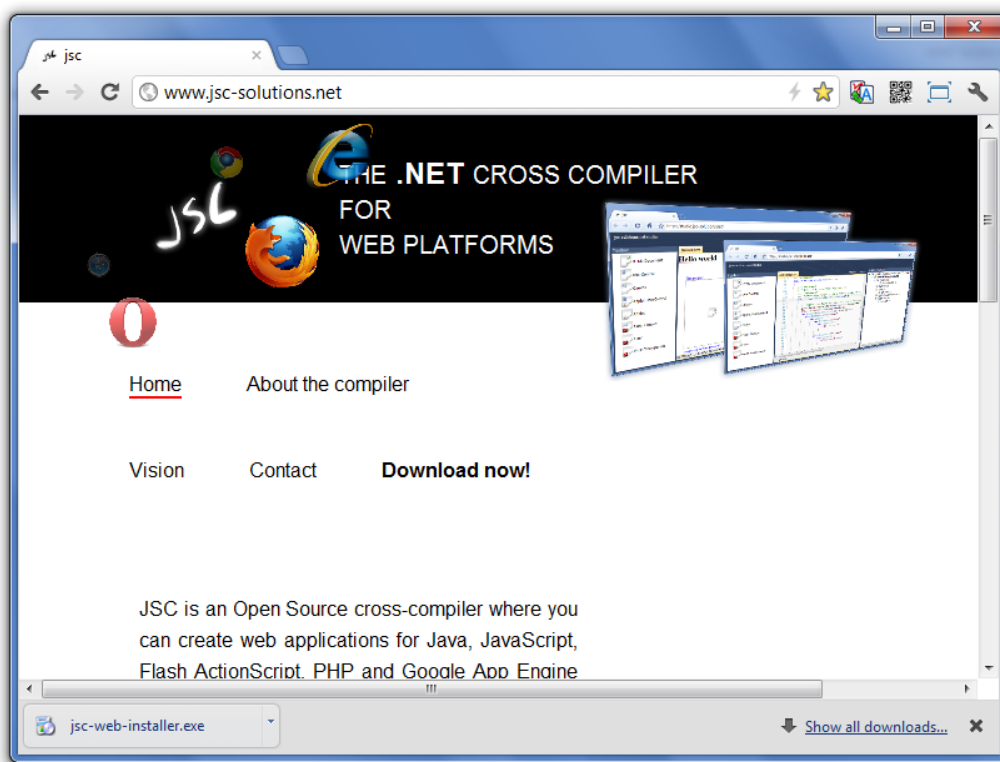 jsc
www.jsc-solutions.net
JSC
THE .NET CROSS COMPILER
FOR
WEB PLATFORMS
Hello world
Home About the compiler
Vision Contact Download now!
JSC is an Open Source cross-compiler where you
can create web applications for Java, JavaScript,
Flash ActionScript, PHP and Google App Engine
jsc-web-installer.exe
Show all downloads...